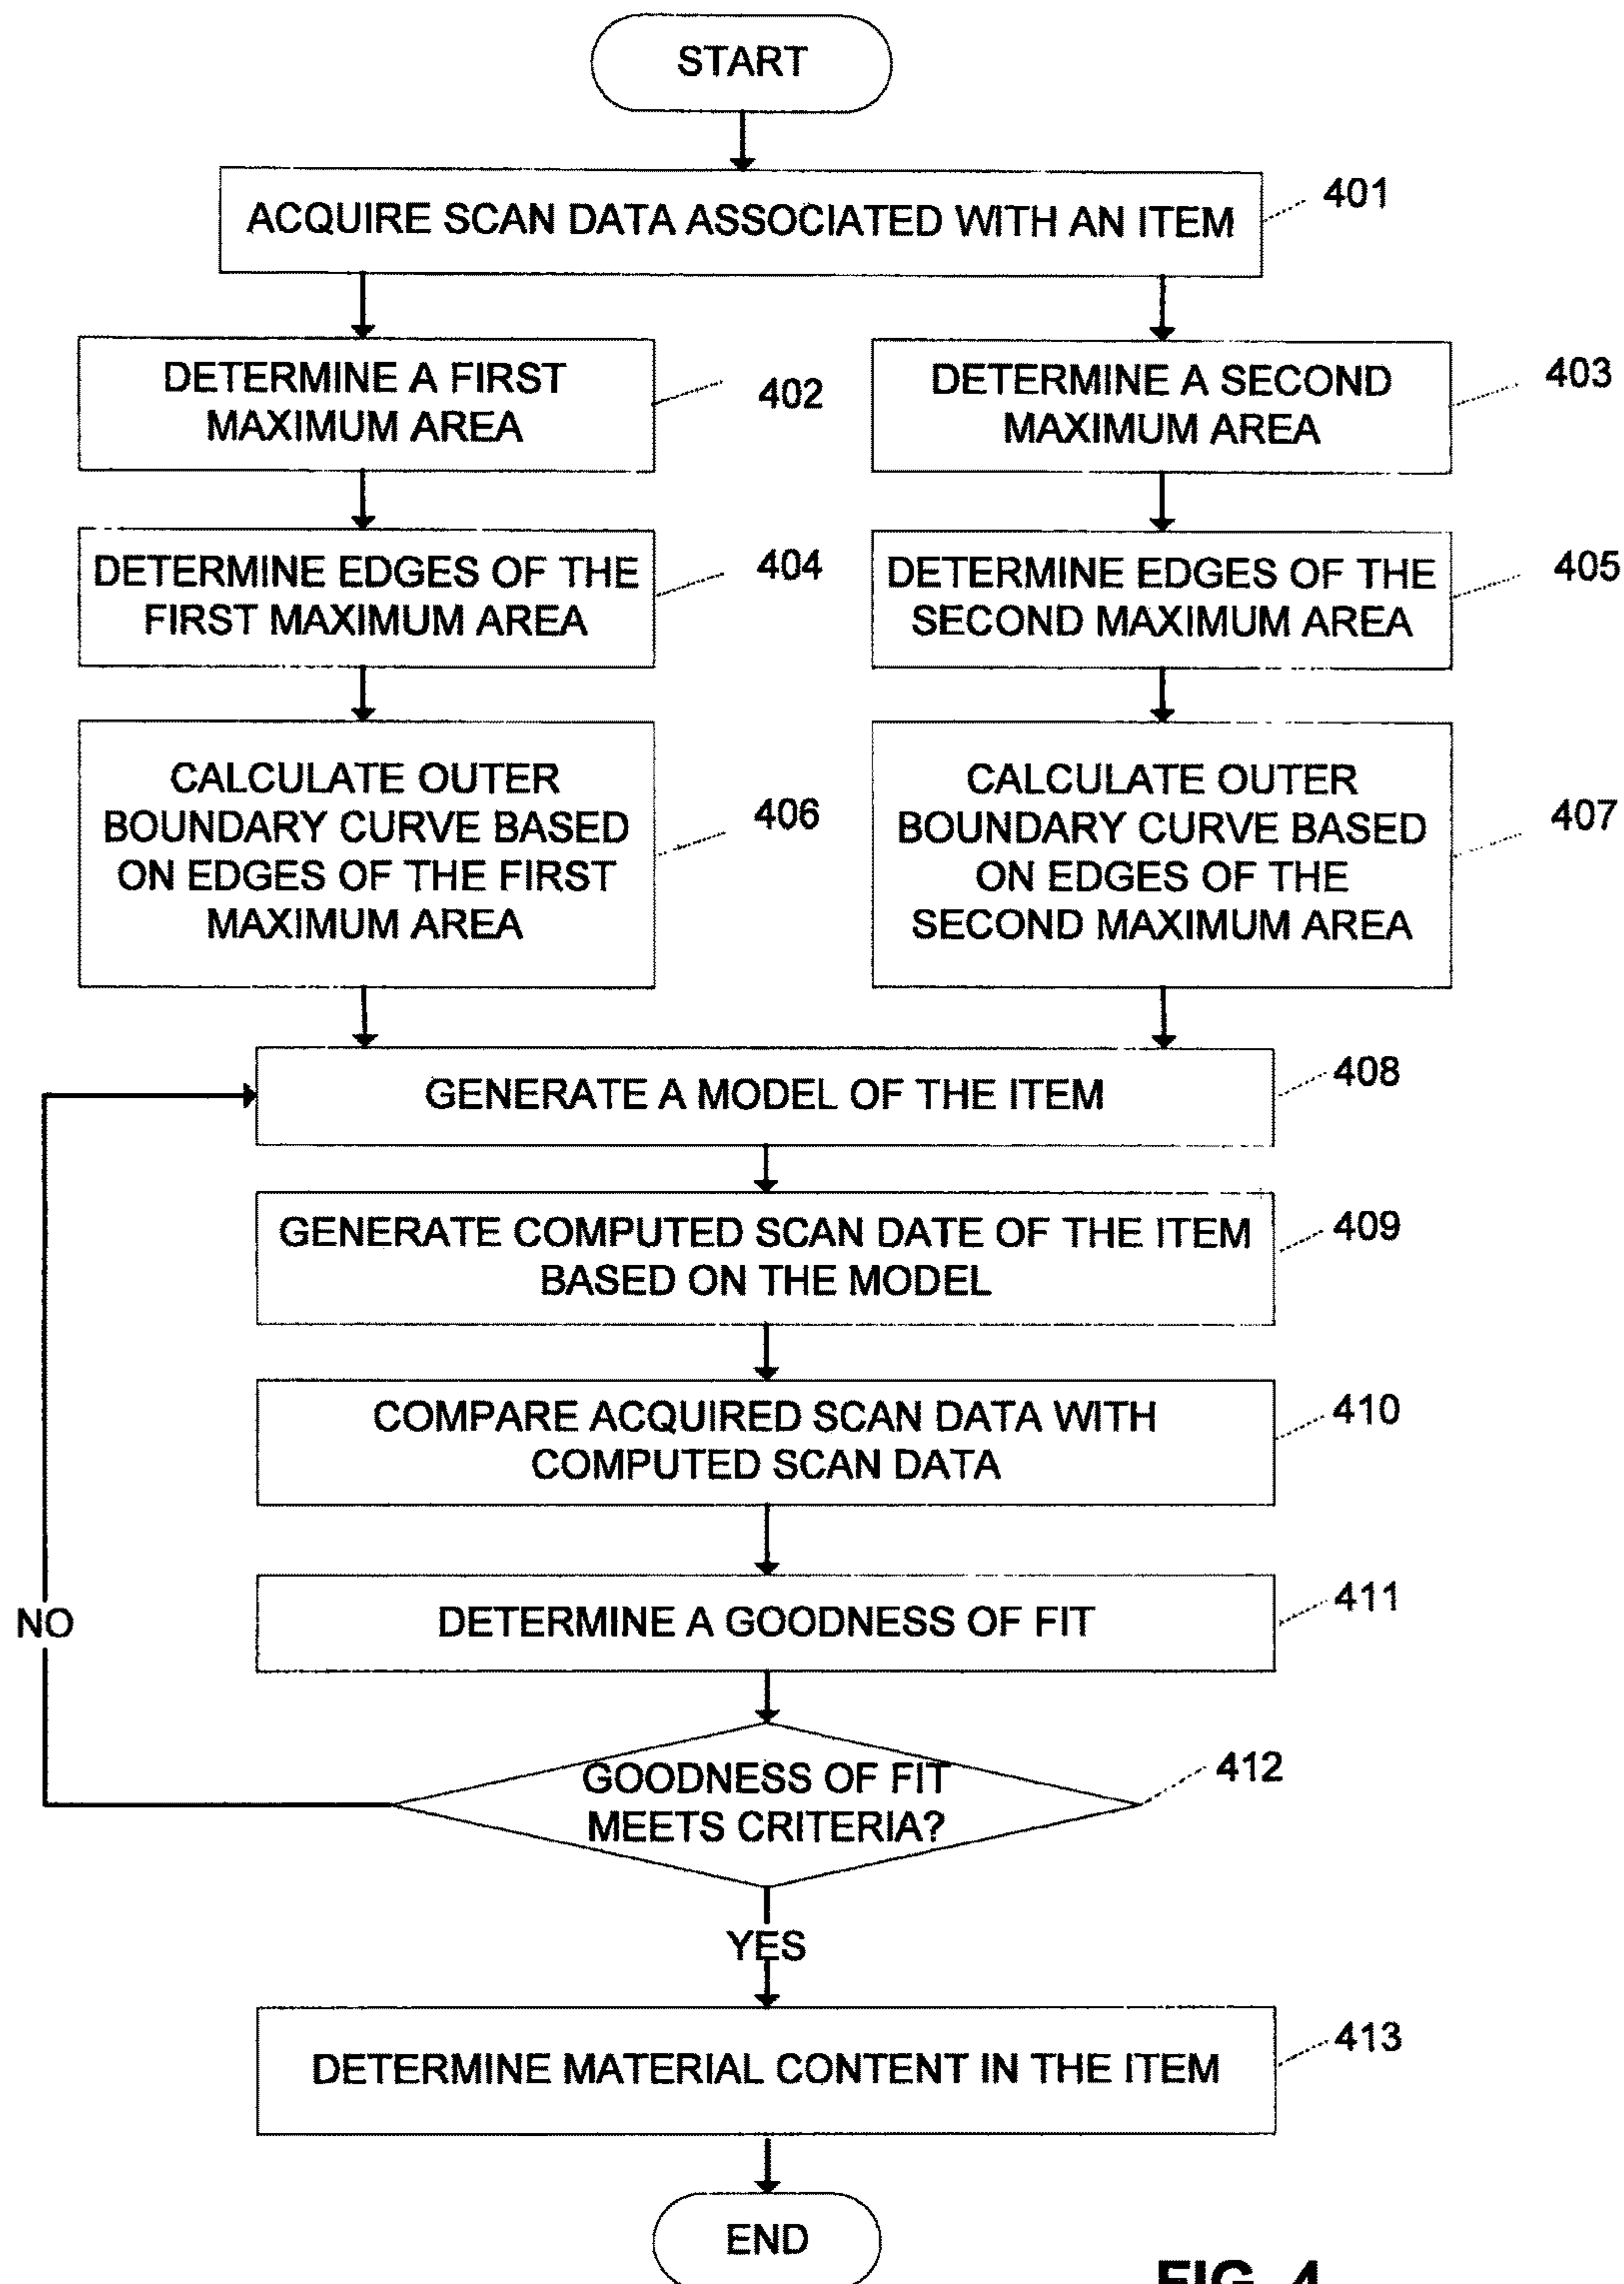 START
ACQUIRE SCAN DATA ASSOCIATED WITH AN ITEM
401
DETERMINE A FIRST
MAXIMUM AREA
402
DETERMINE A SECOND
MAXIMUM AREA
403
DETERMINE EDGES OF THE
FIRST MAXIMUM AREA
404
DETERMINE EDGES OF THE
SECOND MAXIMUM AREA
405
CALCULATE OUTER
BOUNDARY CURVE BASED
ON EDGES OF THE FIRST
MAXIMUM AREA
406
CALCULATE OUTER
BOUNDARY CURVE BASED
ON EDGES OF THE
SECOND MAXIMUM AREA
407
GENERATE A MODEL OF THE ITEM
408
GENERATE COMPUTED SCAN DATE OF THE ITEM
BASED ON THE MODEL
409
COMPARE ACQUIRED SCAN DATA WITH
COMPUTED SCAN DATA
410
DETERMINE A GOODNESS OF FIT
411
NO
GOODNESS OF FIT
MEETS CRITERIA?
412
YES
DETERMINE MATERIAL CONTENT IN THE ITEM
413
END
FIG. 4